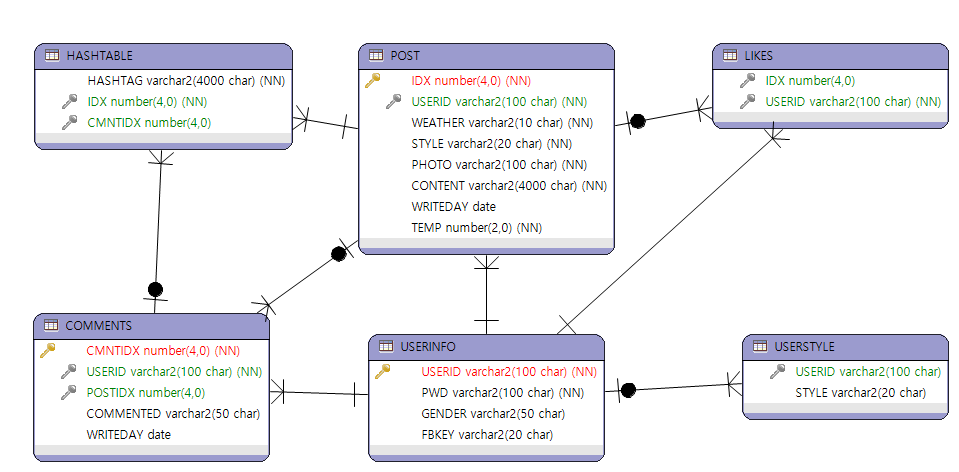 HASHTABLE
HASHTAG varchar2(4000 char) (NN)
IDX number(4,0) (NN)
CMNTIDX number(4,0)
POST
IDX number(4,0) (NN)
USERID varchar2(100 char) (NN)
WEATHER varchar2(10 char) (NN)
STYLE varchar2(20 char) (NN)
PHOTO varchar2(100 char) (NN)
CONTENT varchar2(4000 char) (NN)
WRITEDAY date
TEMP number(2,0) (NN)
LIKES
IDX number(4,0)
USERID varchar2(100 char) (NN)
COMMENTS
CMNTIDX number(4,0) (NN)
USERID varchar2(100 char) (NN)
POSTIDX number(4,0)
COMMENTED varchar2(50 char)
WRITEDAY date
USERINFO
USERID varchar2(100 char) (NN)
PWD varchar2(100 char) (NN)
GENDER varchar2(50 char)
FBKEY varchar2(20 char)
USERSTYLE
USERID varchar2(100 char)
STYLE varchar2(20 char)